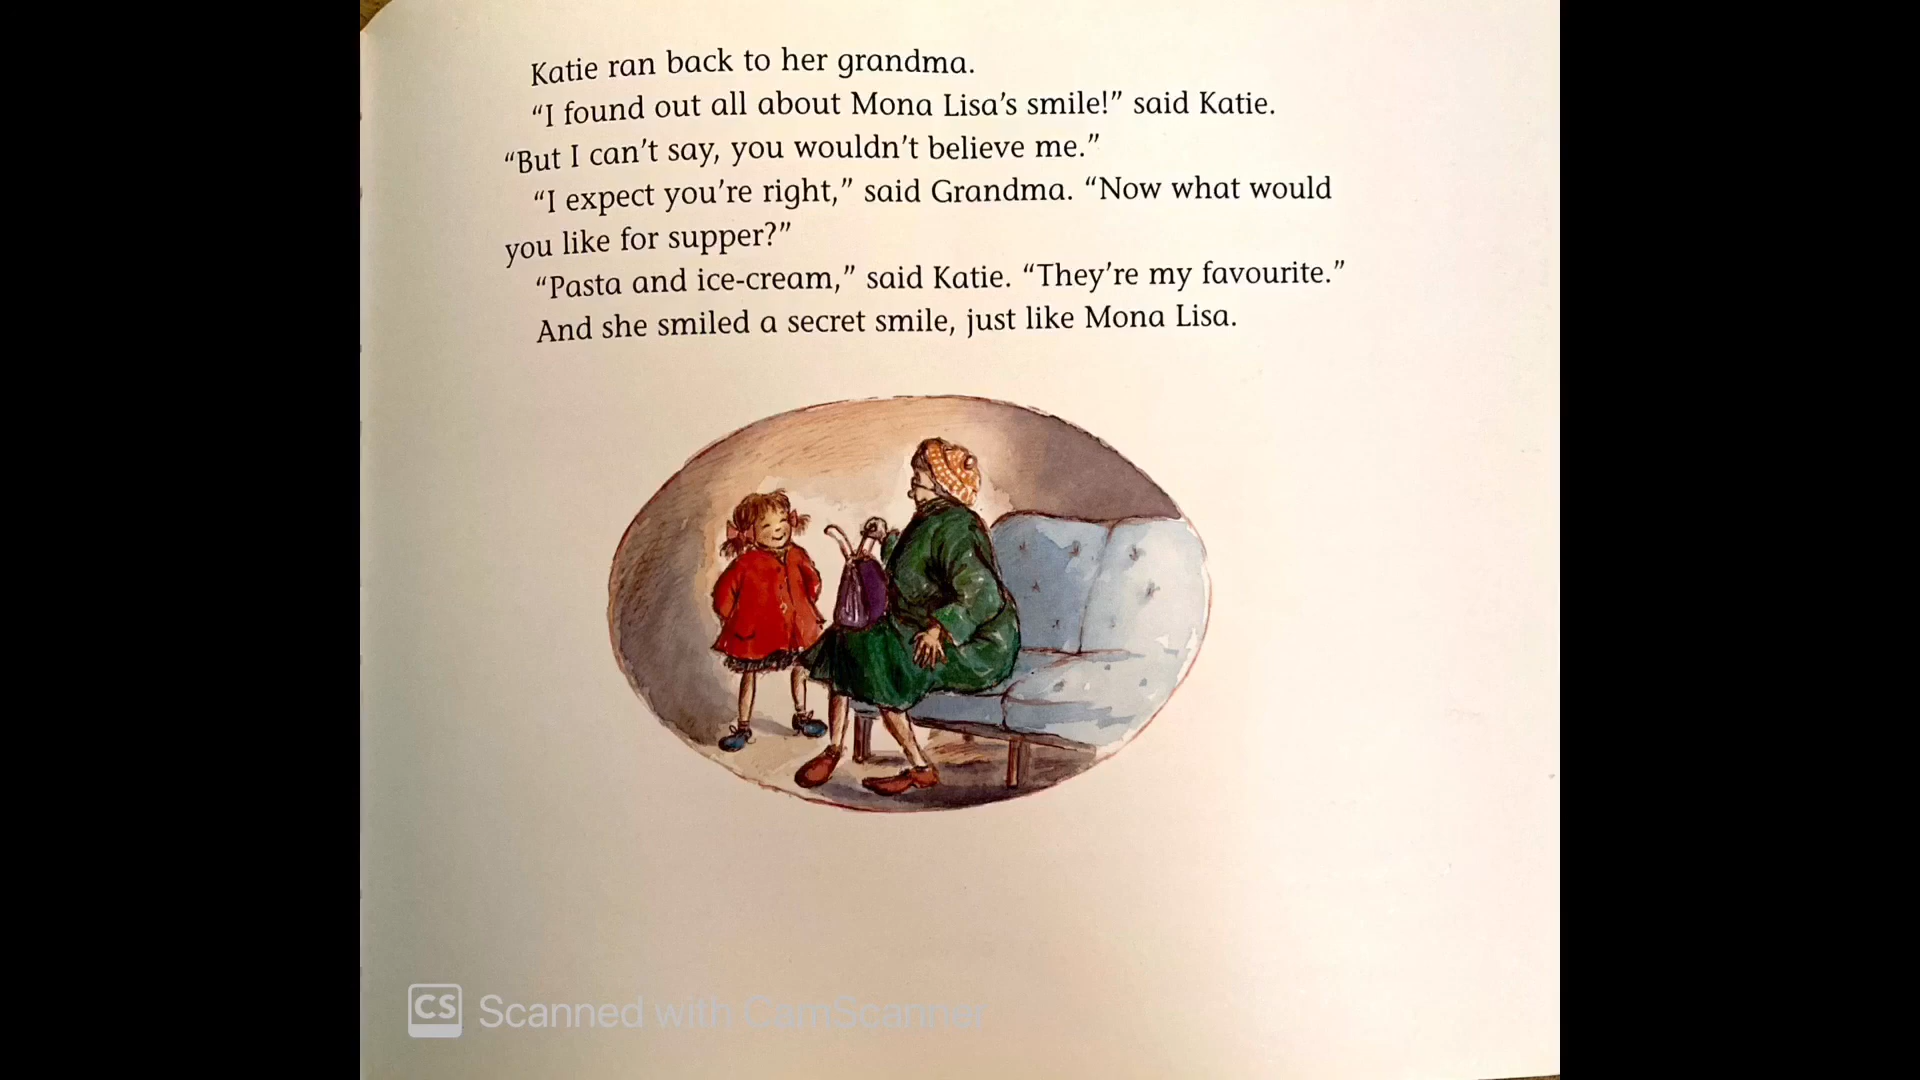 Katie ran back to her grandma.
“I found out all about Mona Lisa’s smile!” said Katie.
“But I can’t say, you wouldn’t believe me.”
“I expect you’re right,” said Grandma. “Now what would
you like for supper?”
“Pasta and ice-cream,” said Katie. “They’re my favourite.”
And she smiled a secret smile, just like Mona Lisa.
CS Scanned with CamScanner